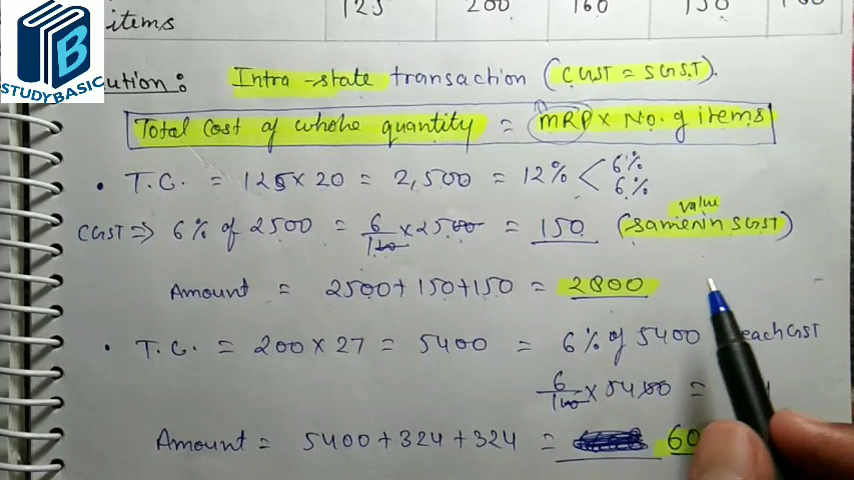 items 125 200 160 150
STUDYBASIC
ution: Intra-state transaction (CGST = SGST).
Total Cost of whole quantity = MRP x No. of items
• T.C. = 125 x 20 = 2,500 = 12% < 6% 6%
value
CGST => 6% of 2500 = 6/100 x 2500 = 150 (same in SGST)
Amount = 2500 + 150 + 150 = 2800
• T.C. = 200 x 27 = 5400 = 6% of 5400 each GST
6/100 x 5400 =
Amount = 5400 + 324 + 324 = 60